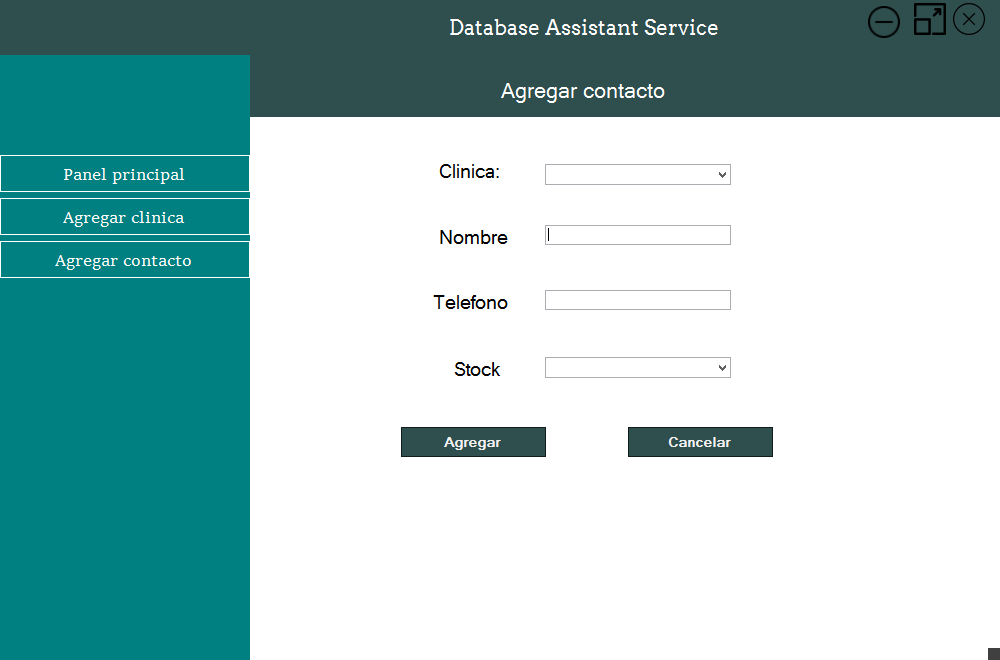 Database Assistant Service
Agregar contacto
Panel principal
Agregar clinica
Agregar contacto
Clinica:
Nombre
Telefono
Stock
Agregar
Cancelar